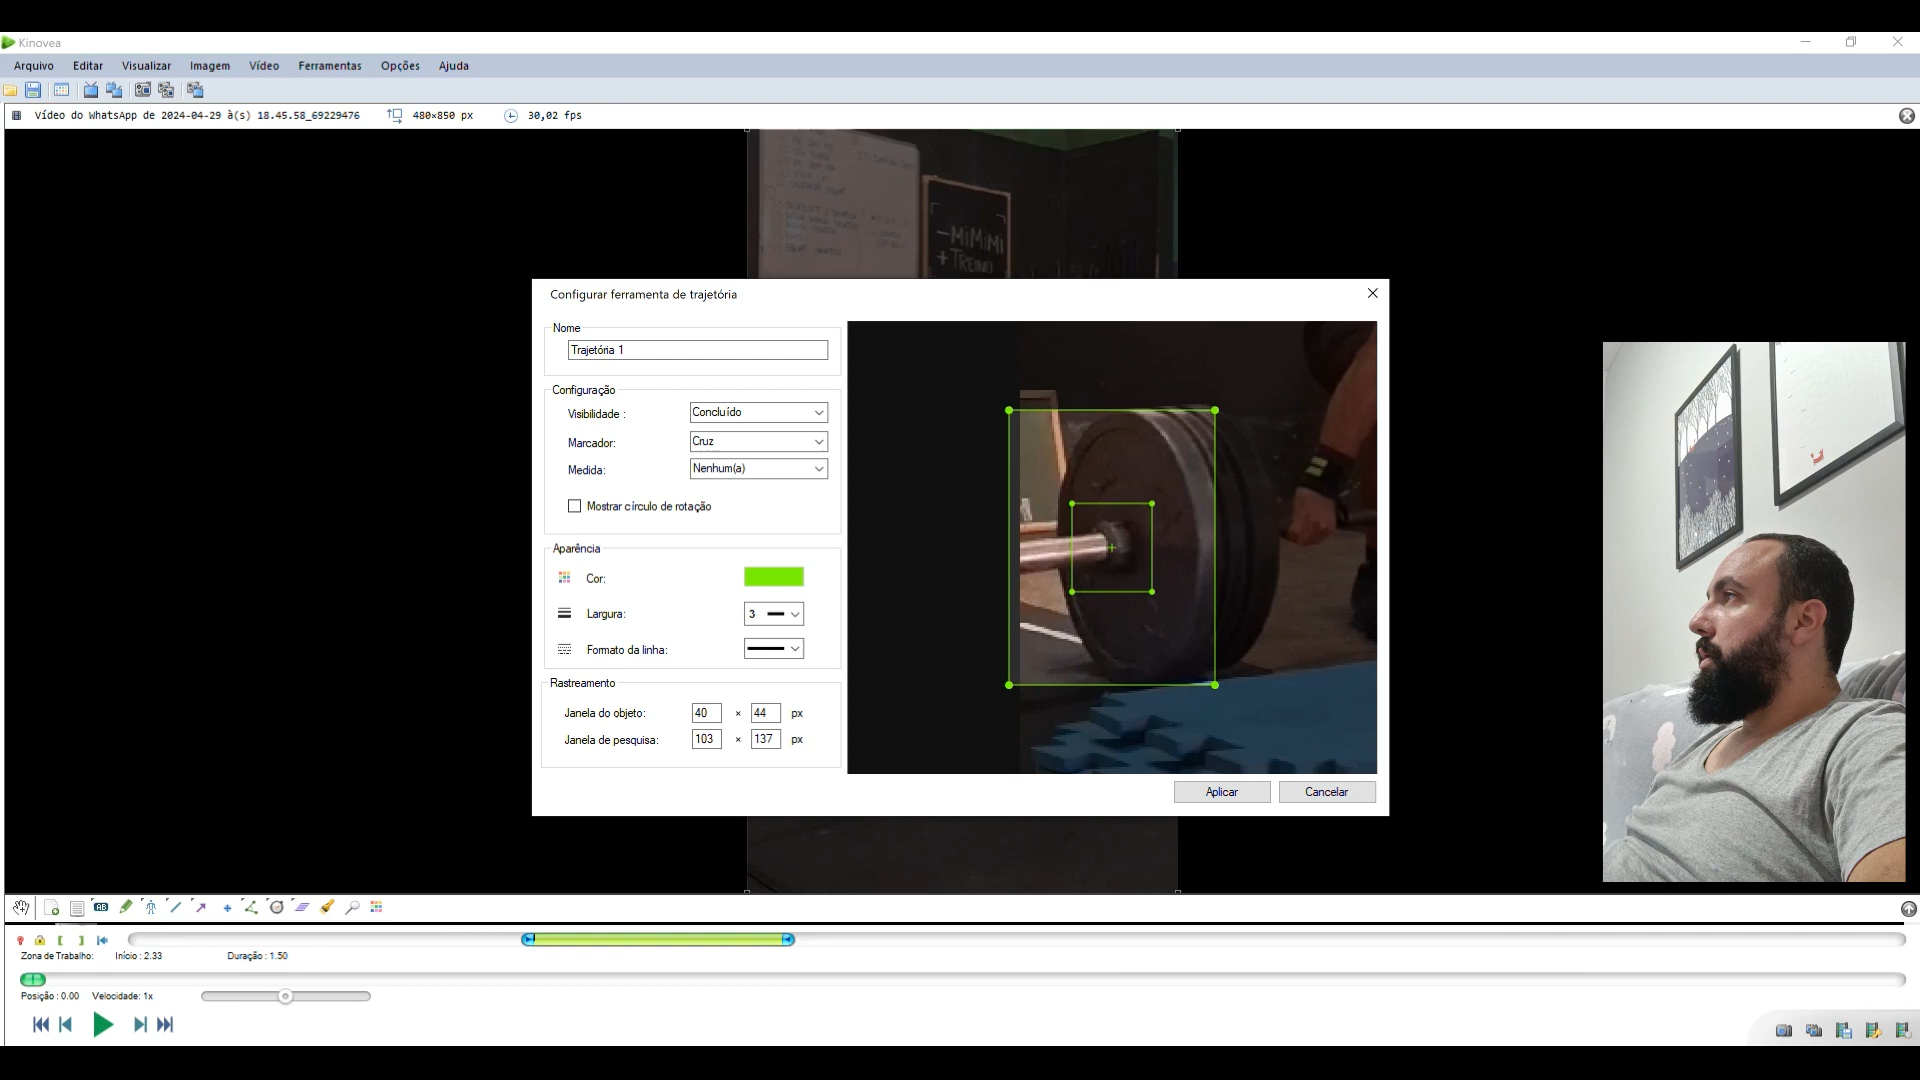 Kinovea
Arquivo Editar Visualizar Imagem Vídeo Ferramentas Opções Ajuda
Vídeo do WhatsApp de 2024-04-29 à(s) 18.45.58_69229476 480×850 px 30,02 fps
-MiMiMi
+TREINO
Configurar ferramenta de trajetória
Nome
Trajetória 1
Configuração
Visibilidade : Concluído
Marcador: Cruz
Medida: Nenhum(a)
Mostrar círculo de rotação
Aparência
Cor:
Largura: 3
Formato da linha:
Rastreamento
Janela do objeto: 40 × 44 px
Janela de pesquisa: 103 × 137 px
Aplicar Cancelar
AB
Zona de Trabalho: Início : 2.33 Duração : 1.50
Posição : 0.00 Velocidade: 1x